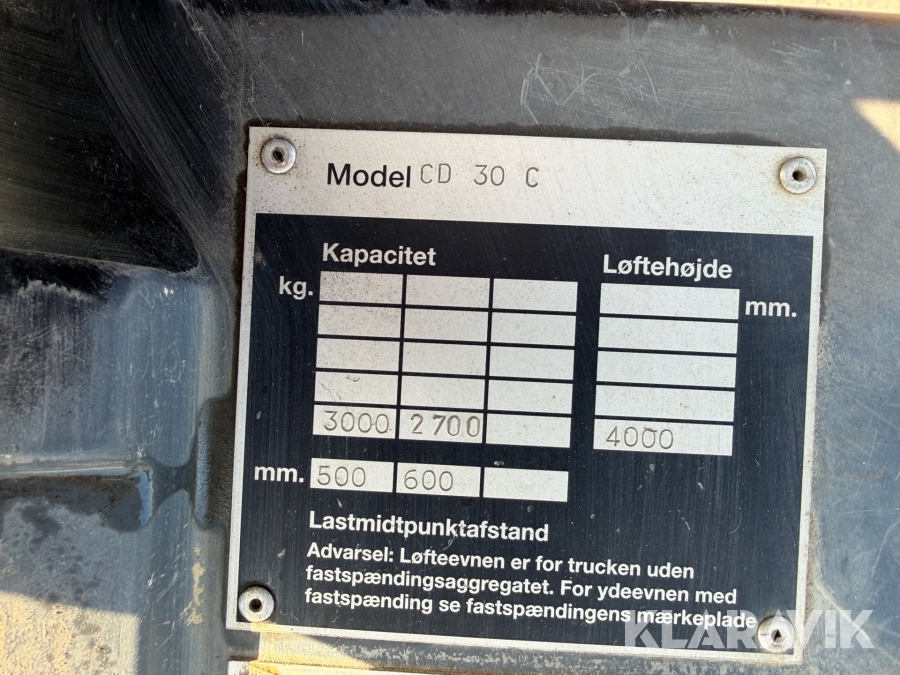 Model CD 30 C
Kapacitet
Løftehøjde
kg.
mm.
3000 2700
4000
mm. 500 600
Lastmidtpunktafstand
Advarsel: Løfteevnen er for trucken uden
fastspændingsaggregatet. For ydeevnen med
fastspænding se fastspændingens mærkeplade
KLARAVIK